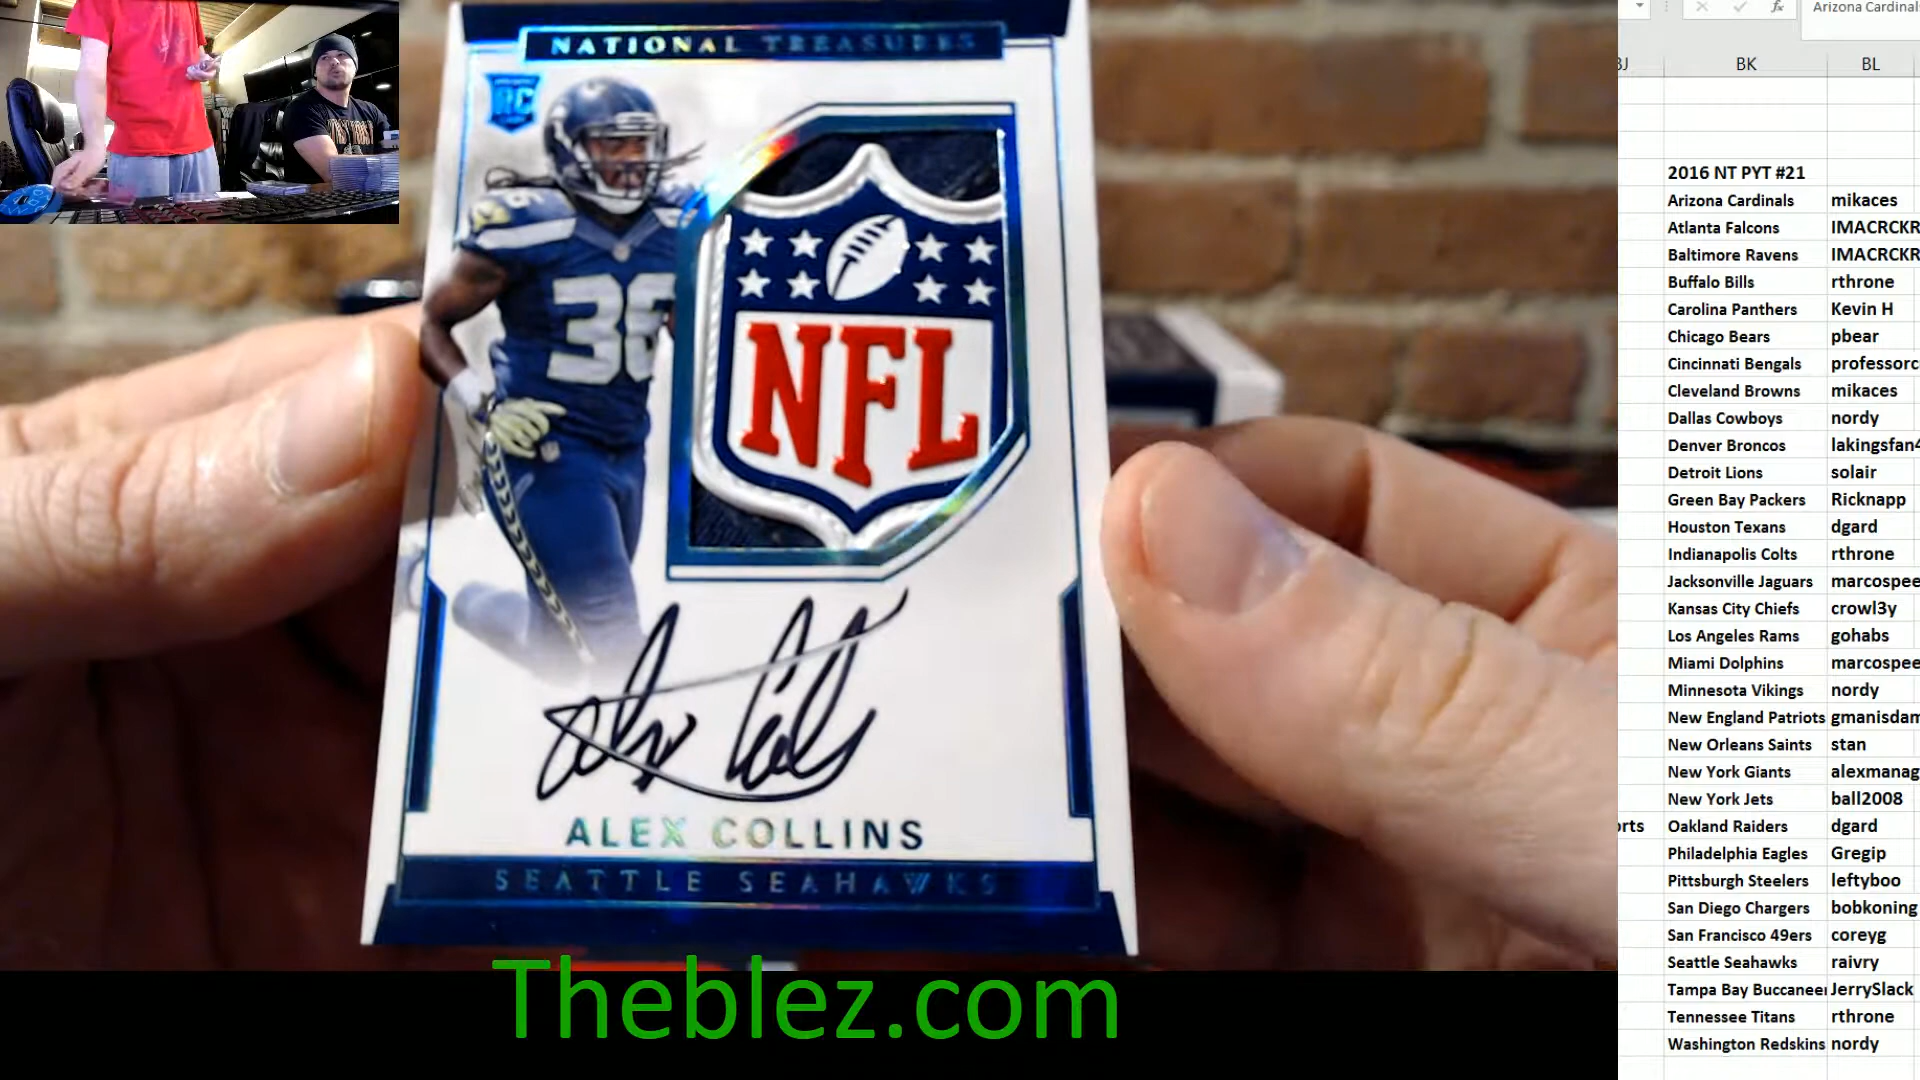 NATIONAL TREASURES
RC
36
36
NFL
ALEX COLLINS
SEATTLE SEAHAWKS
Theblez.com
fx Arizona Cardinals
BJ BK BL
2016 NT PYT #21
Arizona Cardinals mikaces
Atlanta Falcons IMACRCKR
Baltimore Ravens IMACRCKR
Buffalo Bills rthrone
Carolina Panthers Kevin H
Chicago Bears pbear
Cincinnati Bengals professorc
Cleveland Browns mikaces
Dallas Cowboys nordy
Denver Broncos lakingsfan4
Detroit Lions solair
Green Bay Packers Ricknapp
Houston Texans dgard
Indianapolis Colts rthrone
Jacksonville Jaguars marcospee
Kansas City Chiefs crowl3y
Los Angeles Rams gohabs
Miami Dolphins marcospee
Minnesota Vikings nordy
New England Patriots gmanisdam
New Orleans Saints stan
New York Giants alexmanag
New York Jets ball2008
orts Oakland Raiders dgard
Philadelphia Eagles Gregip
Pittsburgh Steelers leftyboo
San Diego Chargers bobkoning
San Francisco 49ers coreyg
Seattle Seahawks raivry
Tampa Bay Buccaneer JerrySlack
Tennessee Titans rthrone
Washington Redskins nordy